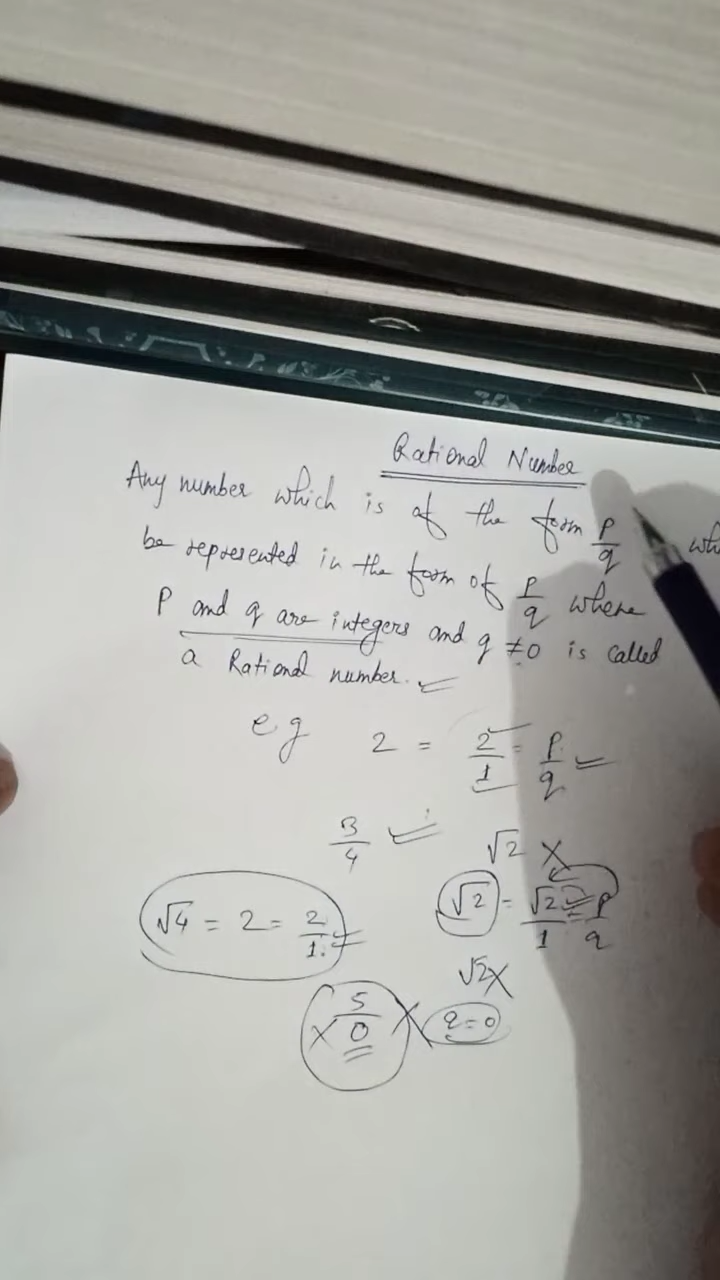 Rational Number
Any number which is of the form p/q
be represented in the form of p/q where
p and q are integers and q ≠ 0 is called
a Rational number. ✓
e.g 2 = 2/1 = p/q ✓
3/4 ✓
√2 ×
√4 = 2 = 2/1 ✓
√2 = √2/1 = p/q
√2 ×
× 5/0 × q=0